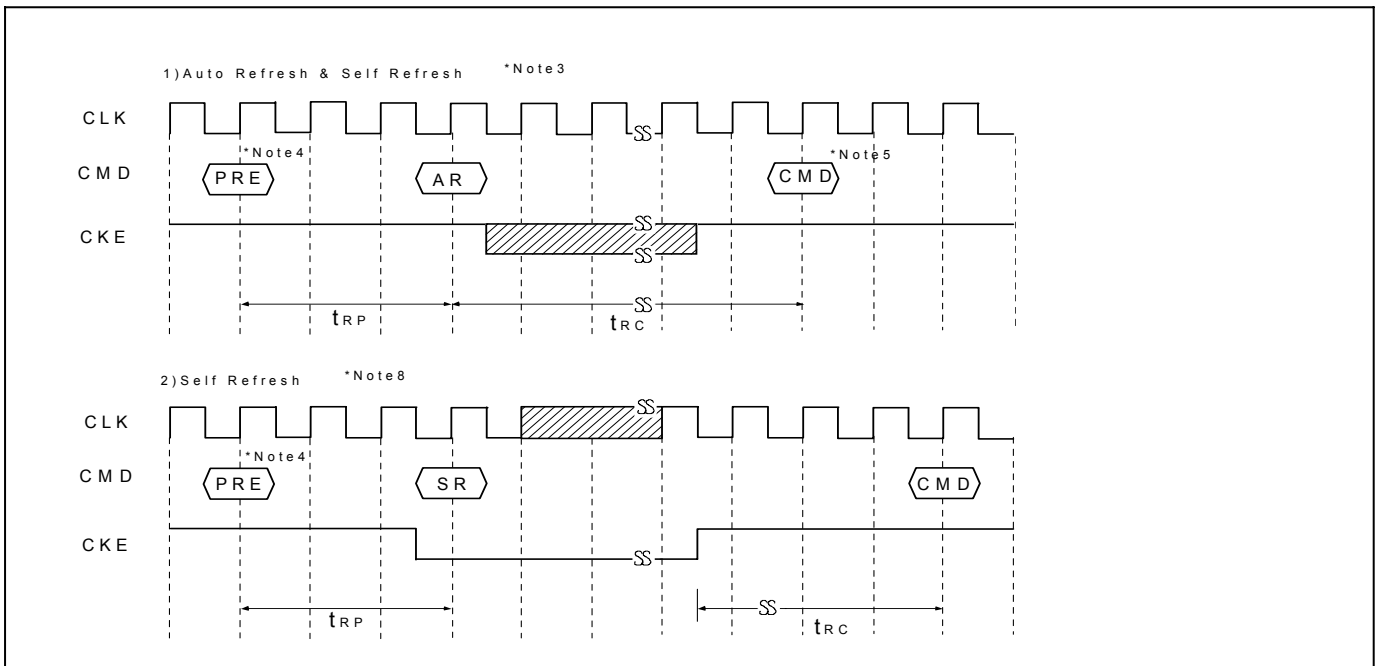 1)Auto Refresh & Self Refresh *Note3
CLK
*Note4 *Note5
CMD PRE AR CMD
CKE
tRP tRC
2)Self Refresh *Note8
CLK
*Note4
CMD PRE SR CMD
CKE
tRP tRC